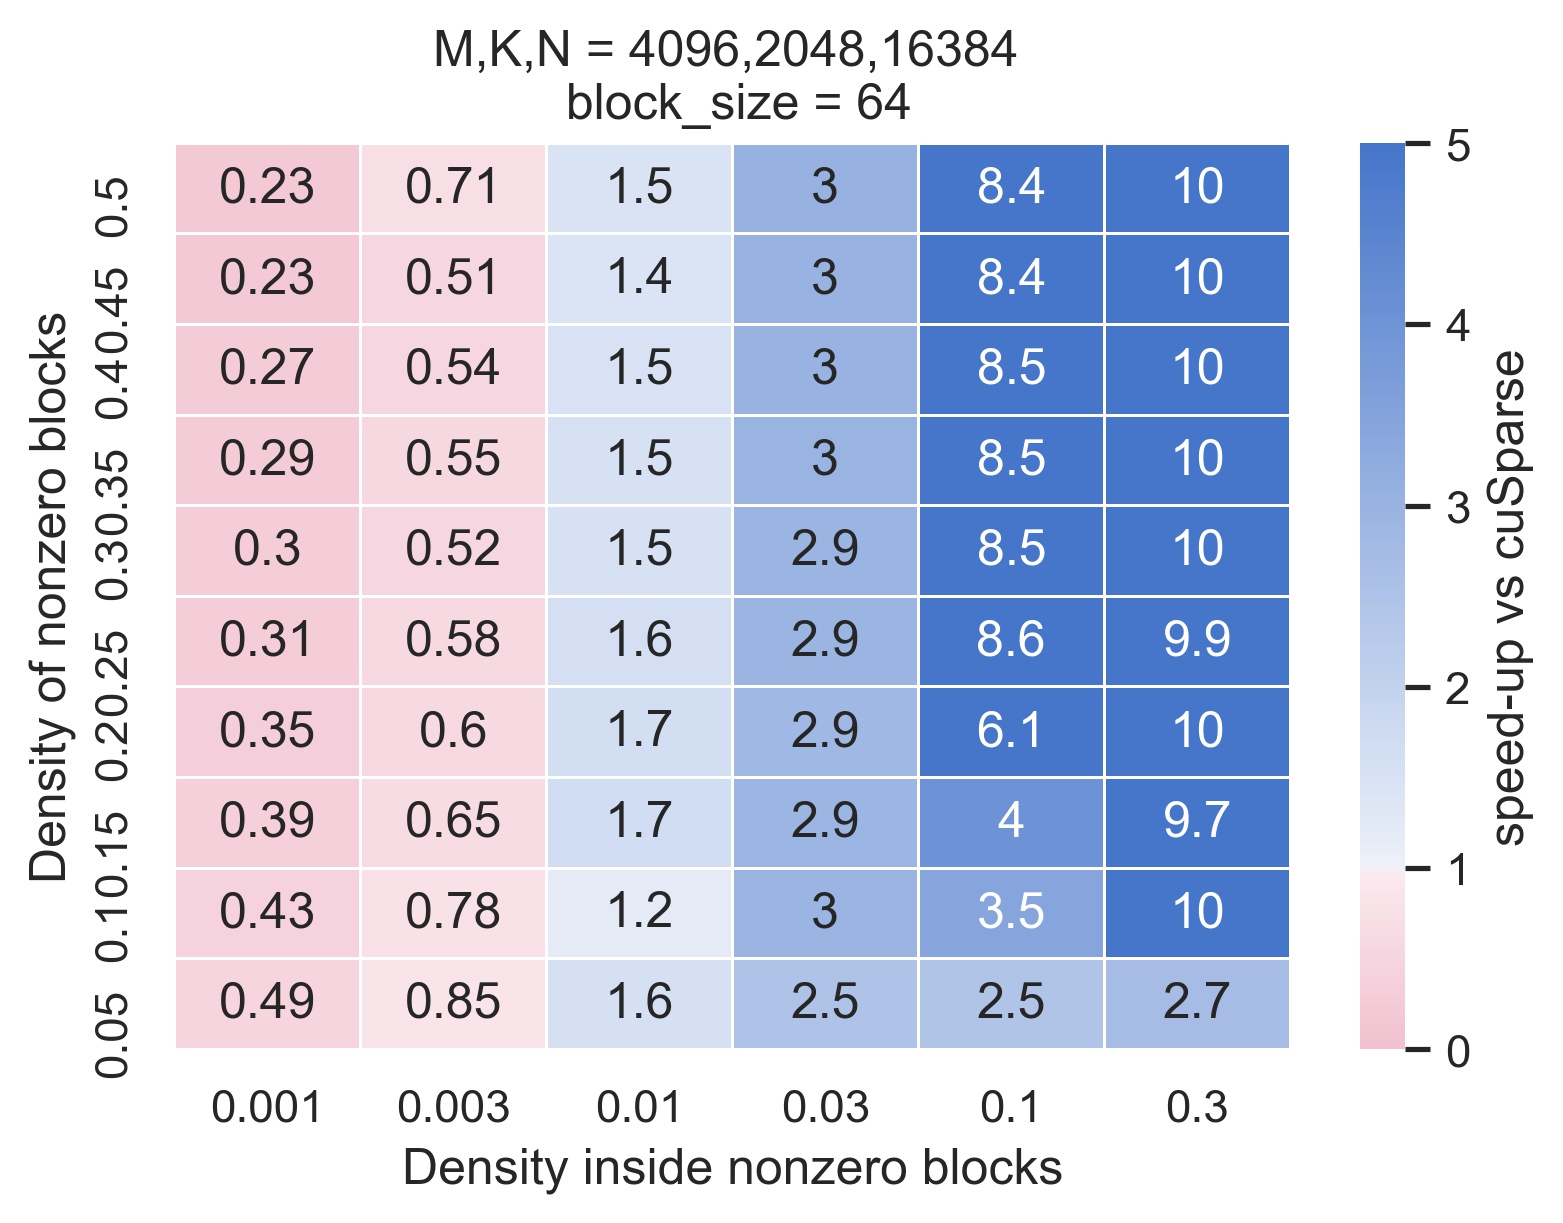 M,K,N = 4096,2048,16384
block_size = 64
Density of nonzero blocks
0.5 0.23 0.71 1.5 3 8.4 10
0.45 0.23 0.51 1.4 3 8.4 10
0.4 0.27 0.54 1.5 3 8.5 10
0.35 0.29 0.55 1.5 3 8.5 10
0.3 0.3 0.52 1.5 2.9 8.5 10
0.25 0.31 0.58 1.6 2.9 8.6 9.9
0.2 0.35 0.6 1.7 2.9 6.1 10
0.15 0.39 0.65 1.7 2.9 4 9.7
0.1 0.43 0.78 1.2 3 3.5 10
0.05 0.49 0.85 1.6 2.5 2.5 2.7
0.001 0.003 0.01 0.03 0.1 0.3
Density inside nonzero blocks
5
4
3
2
1
0
speed-up vs cuSparse